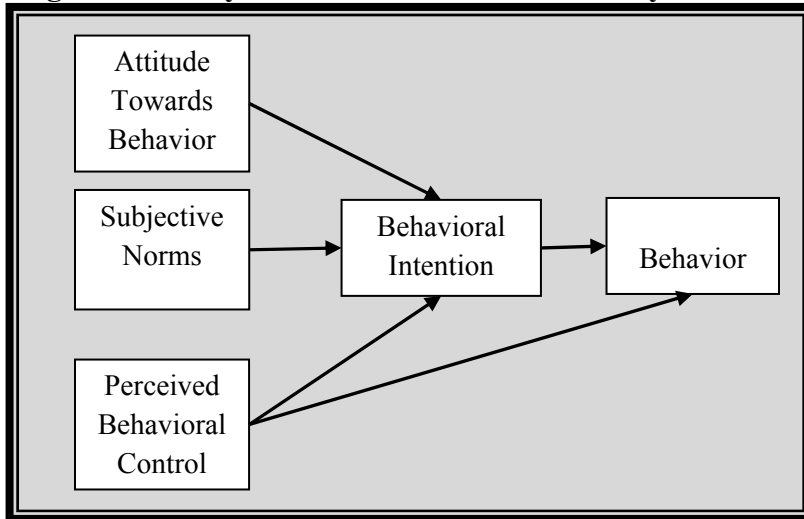 Attitude
Towards
Behavior
Subjective
Norms
Behavioral
Intention
Behavior
Perceived
Behavioral
Control